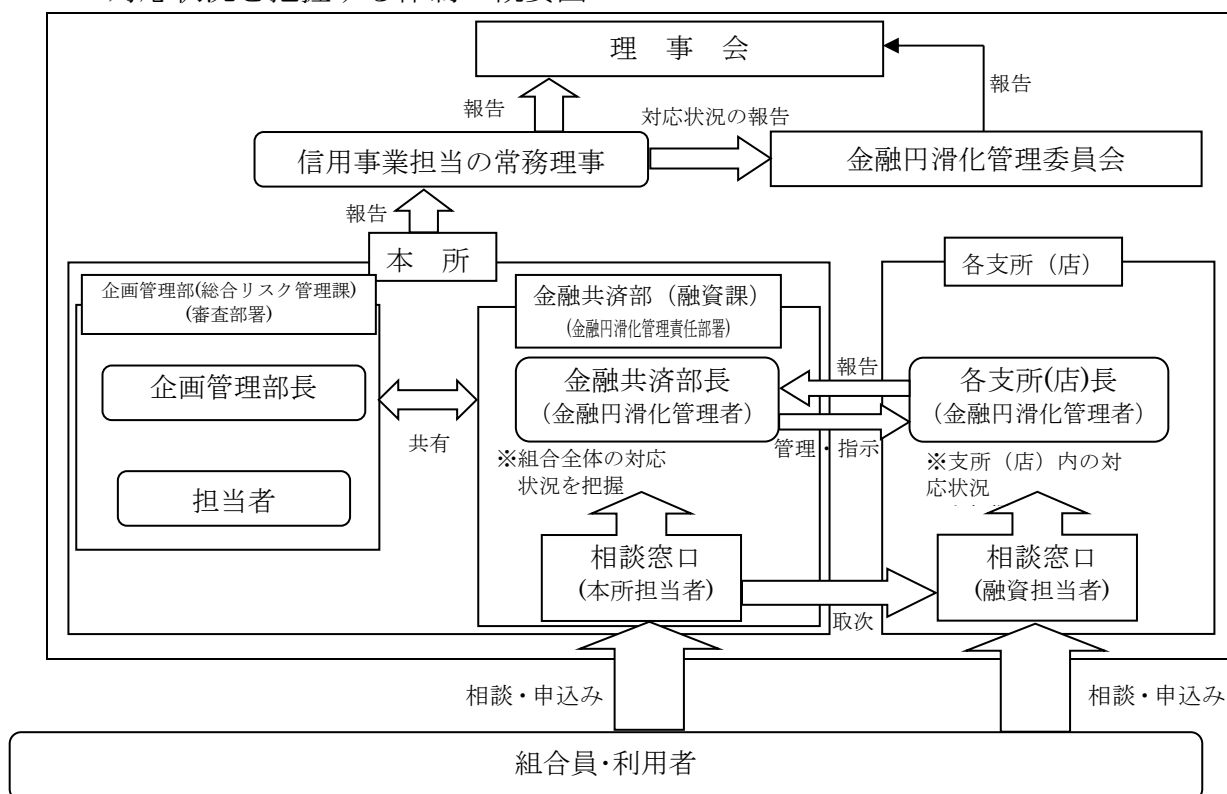 理　事　会
報告
報告
対応状況の報告
信用事業担当の常務理事
金融円滑化管理委員会
報告
本　所
各支所（店）
企画管理部(総合リスク管理課)
(審査部署)
金融共済部（融資課）
(金融円滑化管理責任部署)
企画管理部長
金融共済部長
(金融円滑化管理者)
報告
各支所(店)長
(金融円滑化管理者)
共有
管理・指示
※組合全体の対応
状況を把握
※支所（店）内の対
応状況
担当者
相談窓口
(本所担当者)
相談窓口
(融資担当者)
取次
相談・申込み
相談・申込み
組合員・利用者